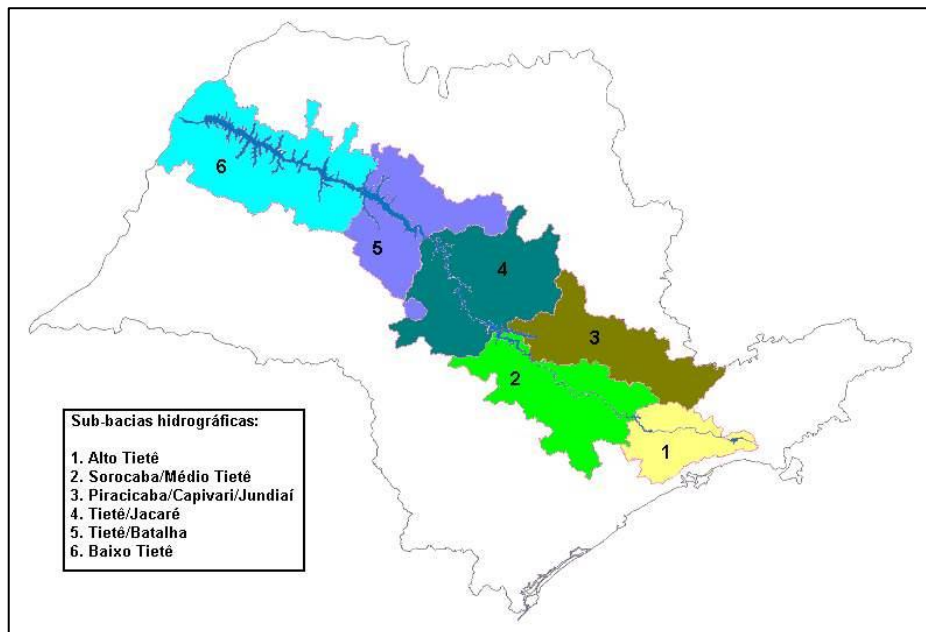 6
5
4
3
2
1
Sub-bacias hidrográficas:
1. Alto Tietê
2. Sorocaba/Médio Tietê
3. Piracicaba/Capivari/Jundiaí
4. Tietê/Jacaré
5. Tietê/Batalha
6. Baixo Tietê